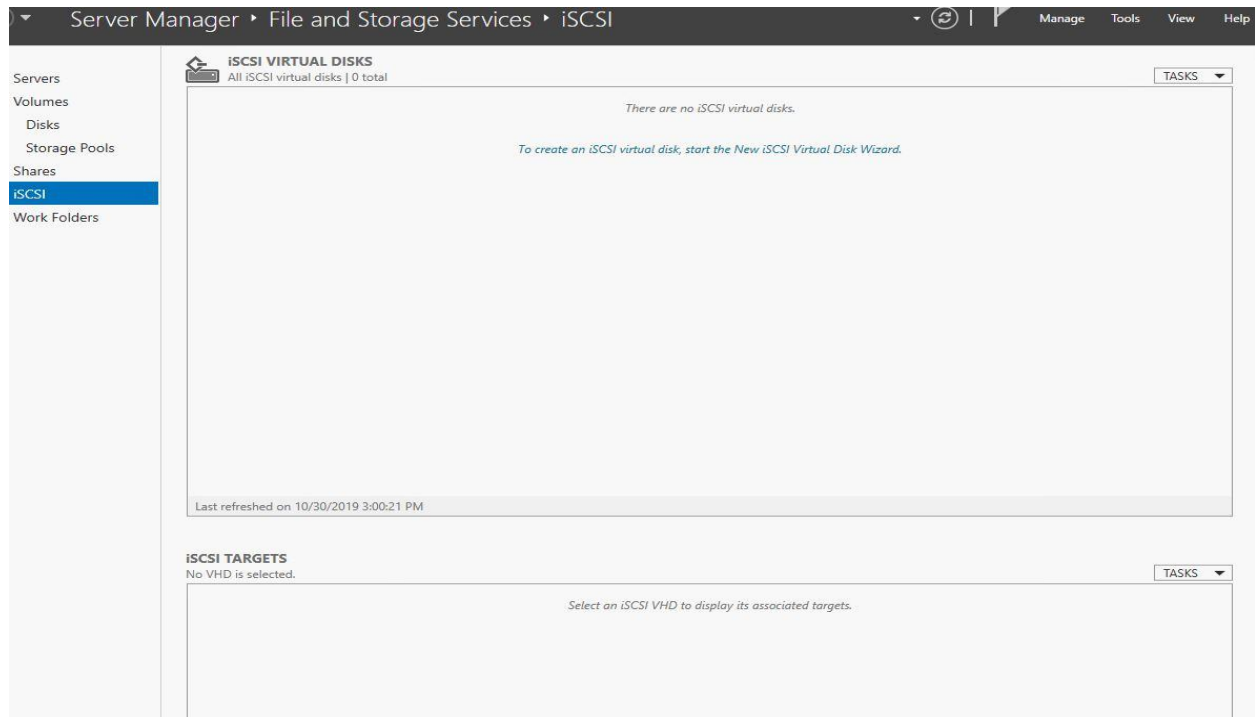 Server Manager ‣ File and Storage Services ‣ iSCSI
Manage Tools View Help
Servers
Volumes
Disks
Storage Pools
Shares
iSCSI
Work Folders
iSCSI VIRTUAL DISKS
All iSCSI virtual disks | 0 total
TASKS
There are no iSCSI virtual disks.
To create an iSCSI virtual disk, start the New iSCSI Virtual Disk Wizard.
Last refreshed on 10/30/2019 3:00:21 PM
iSCSI TARGETS
No VHD is selected.
TASKS
Select an iSCSI VHD to display its associated targets.